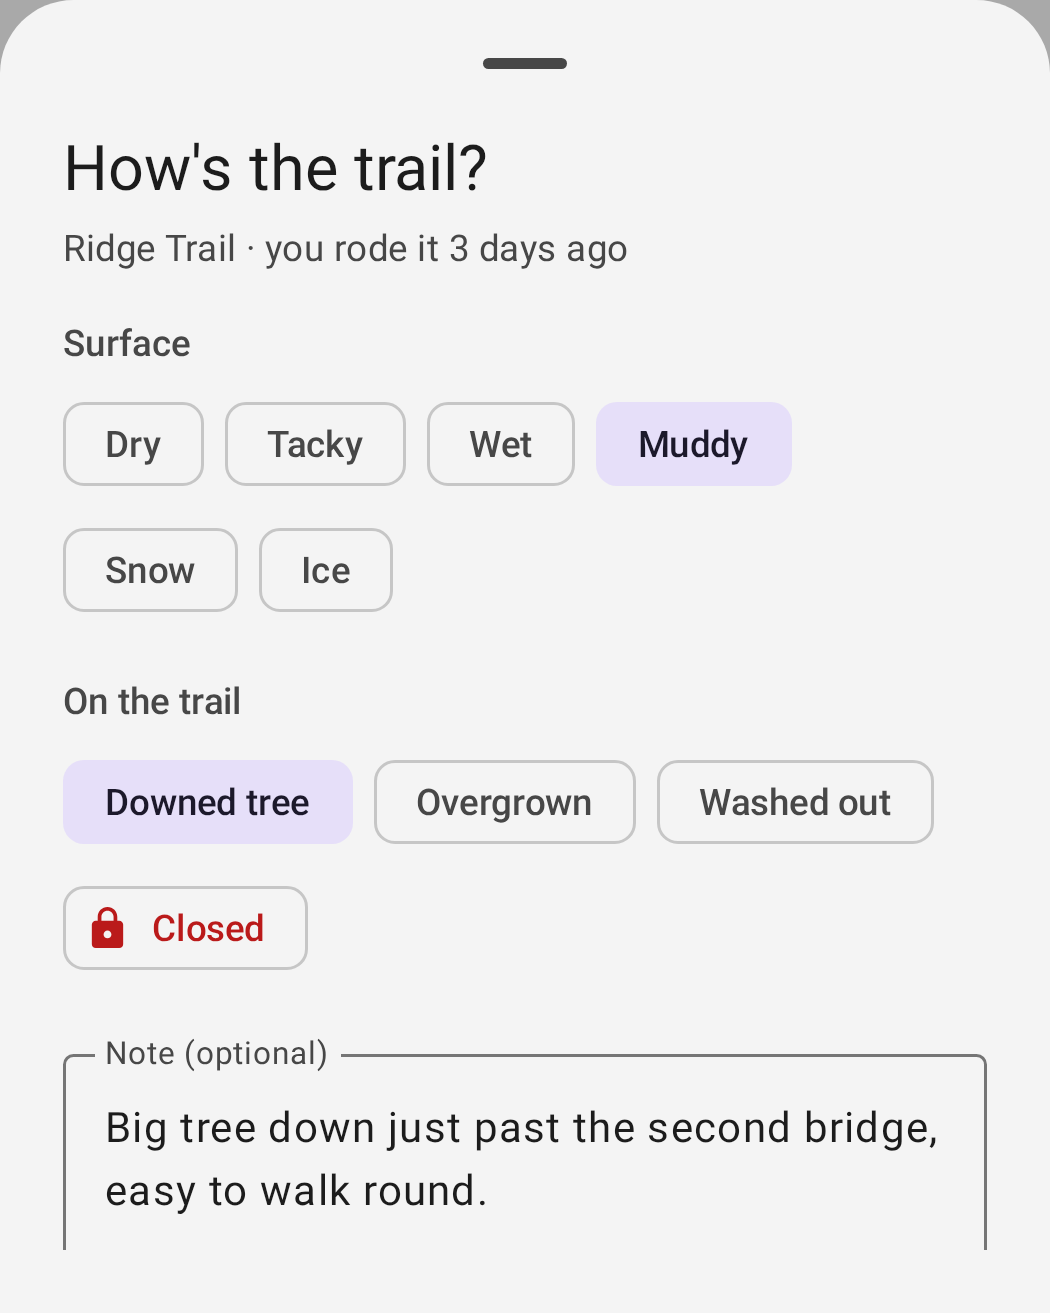 How's the trail?
Ridge Trail · you rode it 3 days ago
Surface
Dry
Tacky
Wet
Muddy
Snow
Ice
On the trail
Downed tree
Overgrown
Washed out
Closed
Note (optional)
Big tree down just past the second bridge,
easy to walk round.